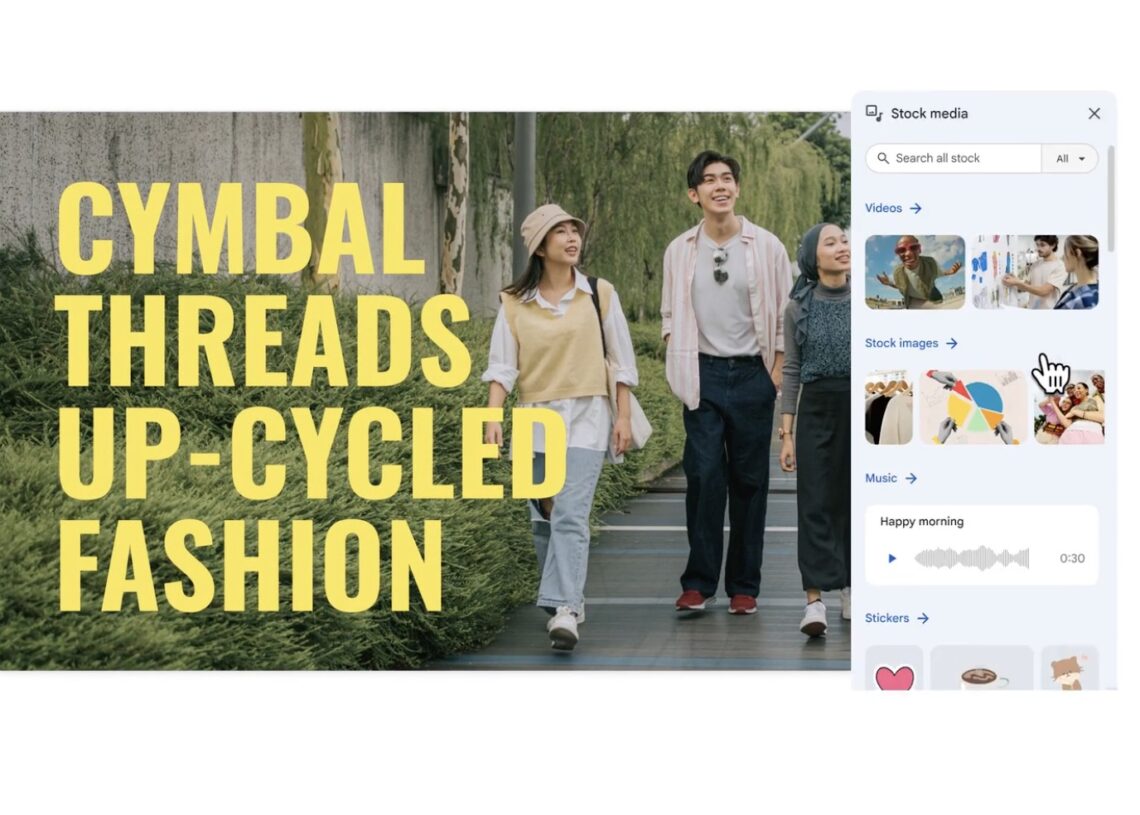 CYMBAL
THREADS
UP-CYCLED
FASHION
Stock media
Search all stock
All
Videos
Stock images
Music
Happy morning
0:30
Stickers